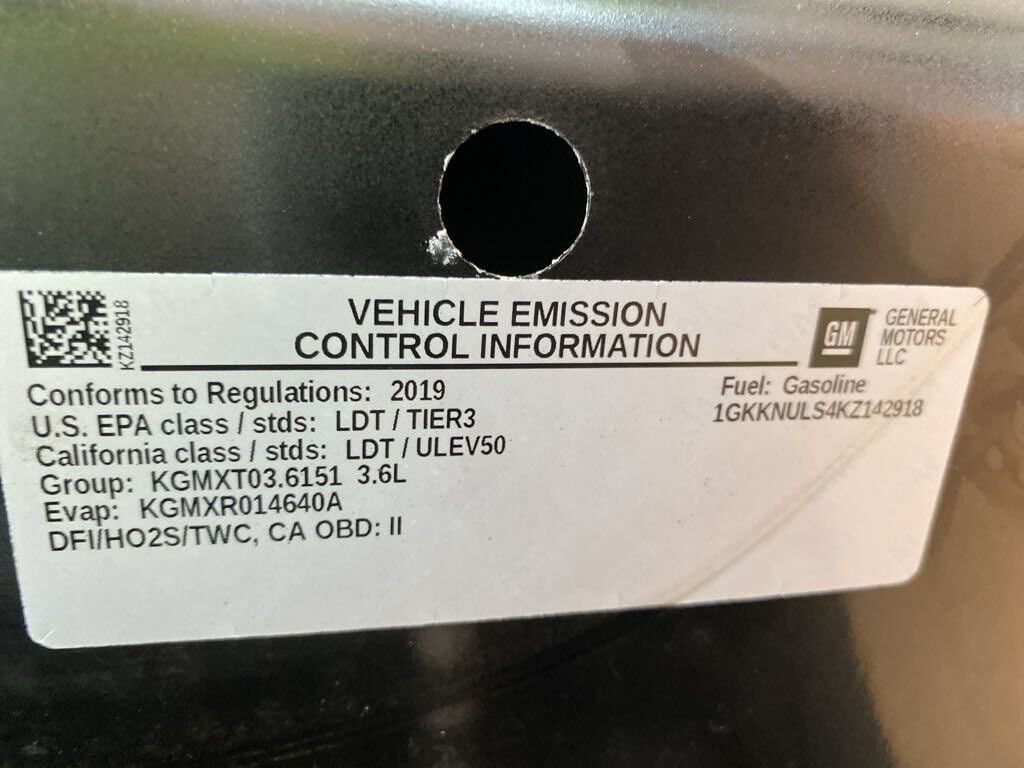 KZ142918
VEHICLE EMISSION
CONTROL INFORMATION
GM
GENERAL
MOTORS
LLC
Conforms to Regulations: 2019
U.S. EPA class / stds: LDT / TIER3
California class / stds: LDT / ULEV50
Group: KGMXT03.6151 3.6L
Evap: KGMXR014640A
DFI/HO2S/TWC, CA OBD: II
Fuel: Gasoline
1GKKNULS4KZ142918